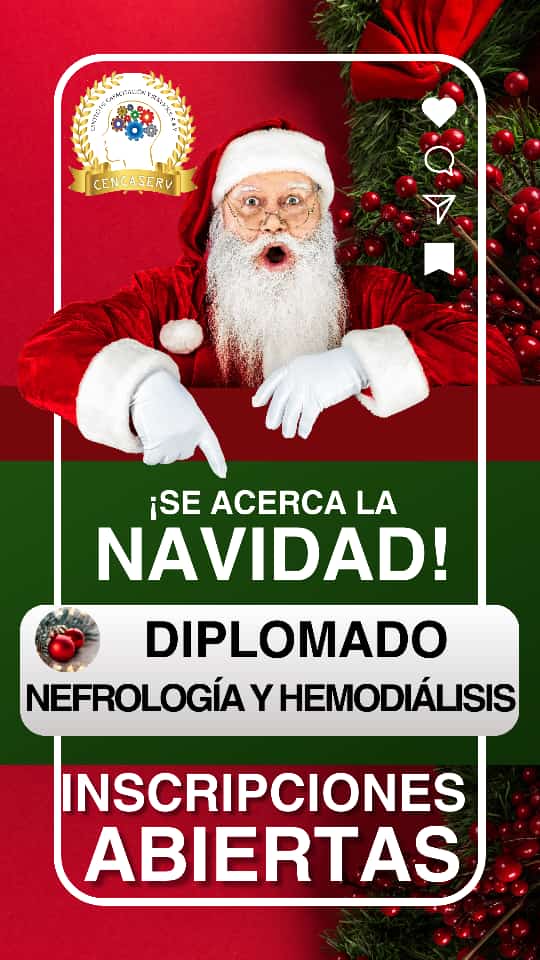 CENCASERV
¡SE ACERCA LA
NAVIDAD!
DIPLOMADO
NEFROLOGÍA Y HEMODIÁLISIS
INSCRIPCIONES
ABIERTAS